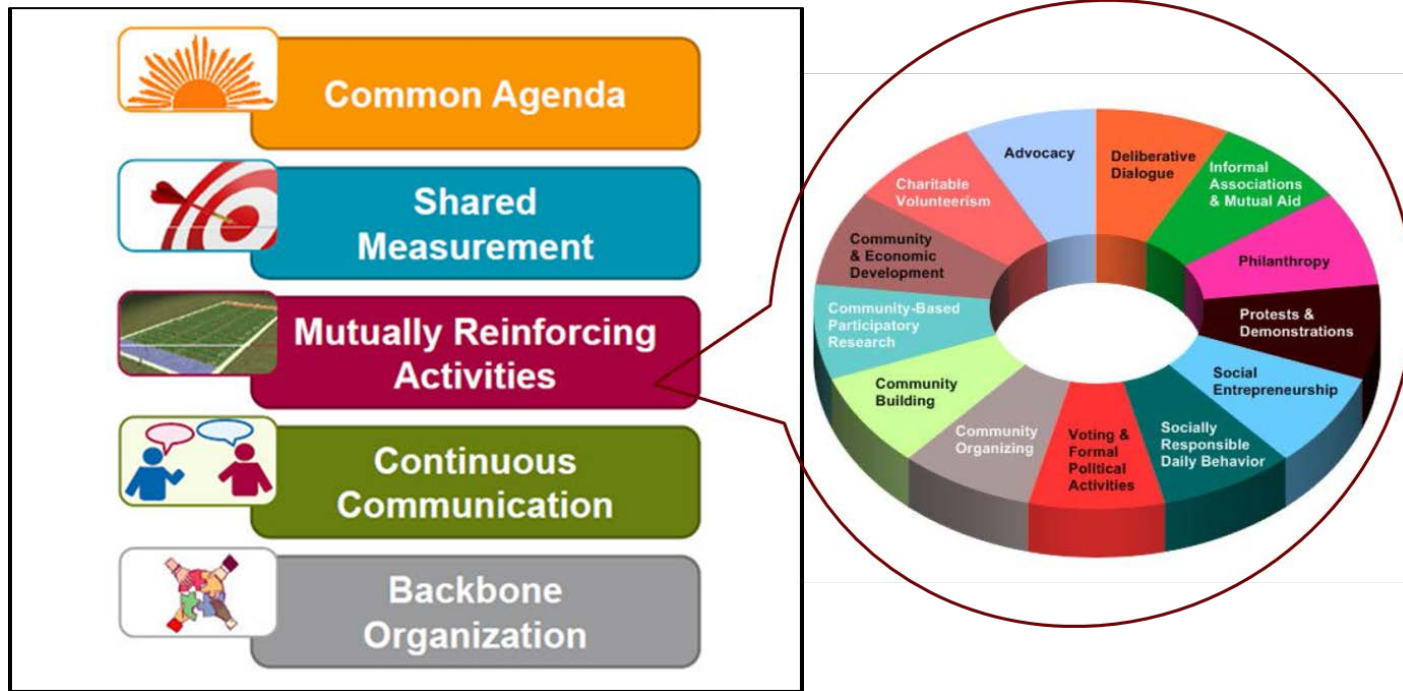 Common Agenda
Shared
Measurement
Mutually Reinforcing
Activities
Continuous
Communication
Backbone
Organization
Advocacy
Deliberative
Dialogue
Informal
Associations
& Mutual Aid
Philanthropy
Protests &
Demonstrations
Social
Entrepreneurship
Socially
Responsible
Daily Behavior
Voting &
Formal
Political
Activities
Community
Organizing
Community
Building
Community-Based
Participatory
Research
Community
& Economic
Development
Charitable
Volunteerism